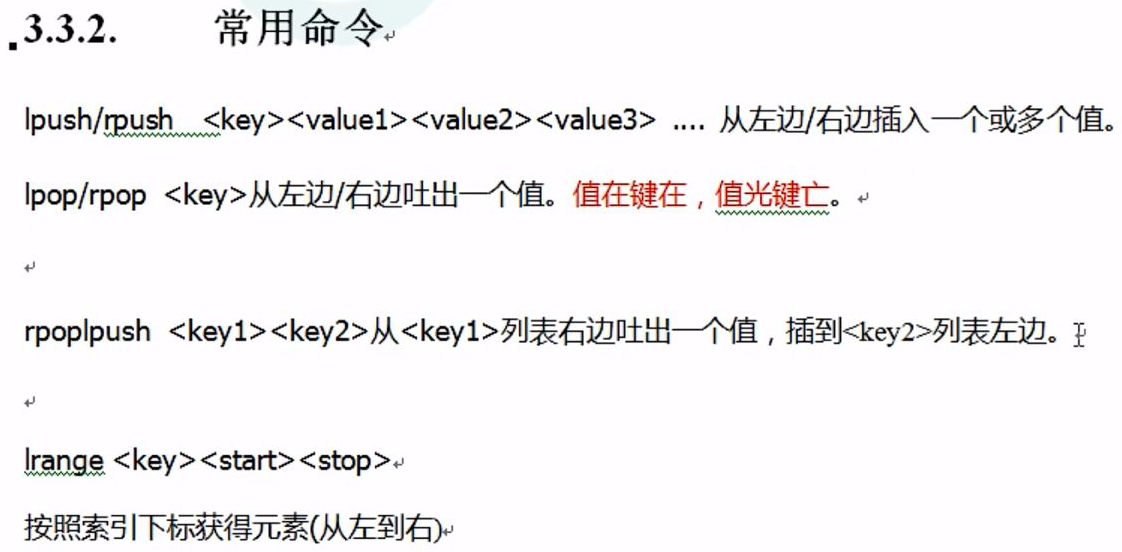 3.3.2. 常用命令
lpush/rpush <key><value1><value2><value3> .... 从左边/右边插入一个或多个值。
lpop/rpop <key>从左边/右边吐出一个值。值在键在，值光键亡。
rpoplpush <key1><key2>从<key1>列表右边吐出一个值，插到<key2>列表左边。
lrange <key><start><stop>
按照索引下标获得元素(从左到右)